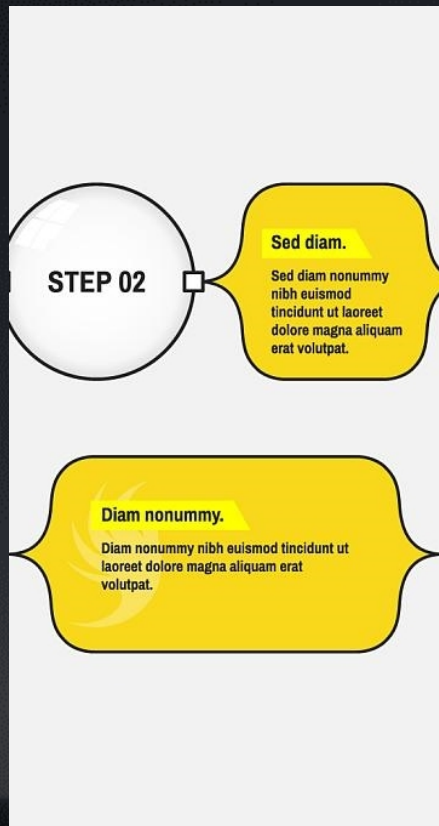 STEP 02
Sed diam.
Sed diam nonummy
nibh euismod
tincidunt ut laoreet
dolore magna aliquam
erat volutpat.
Diam nonummy.
Diam nonummy nibh euismod tincidunt ut
laoreet dolore magna aliquam erat
volutpat.